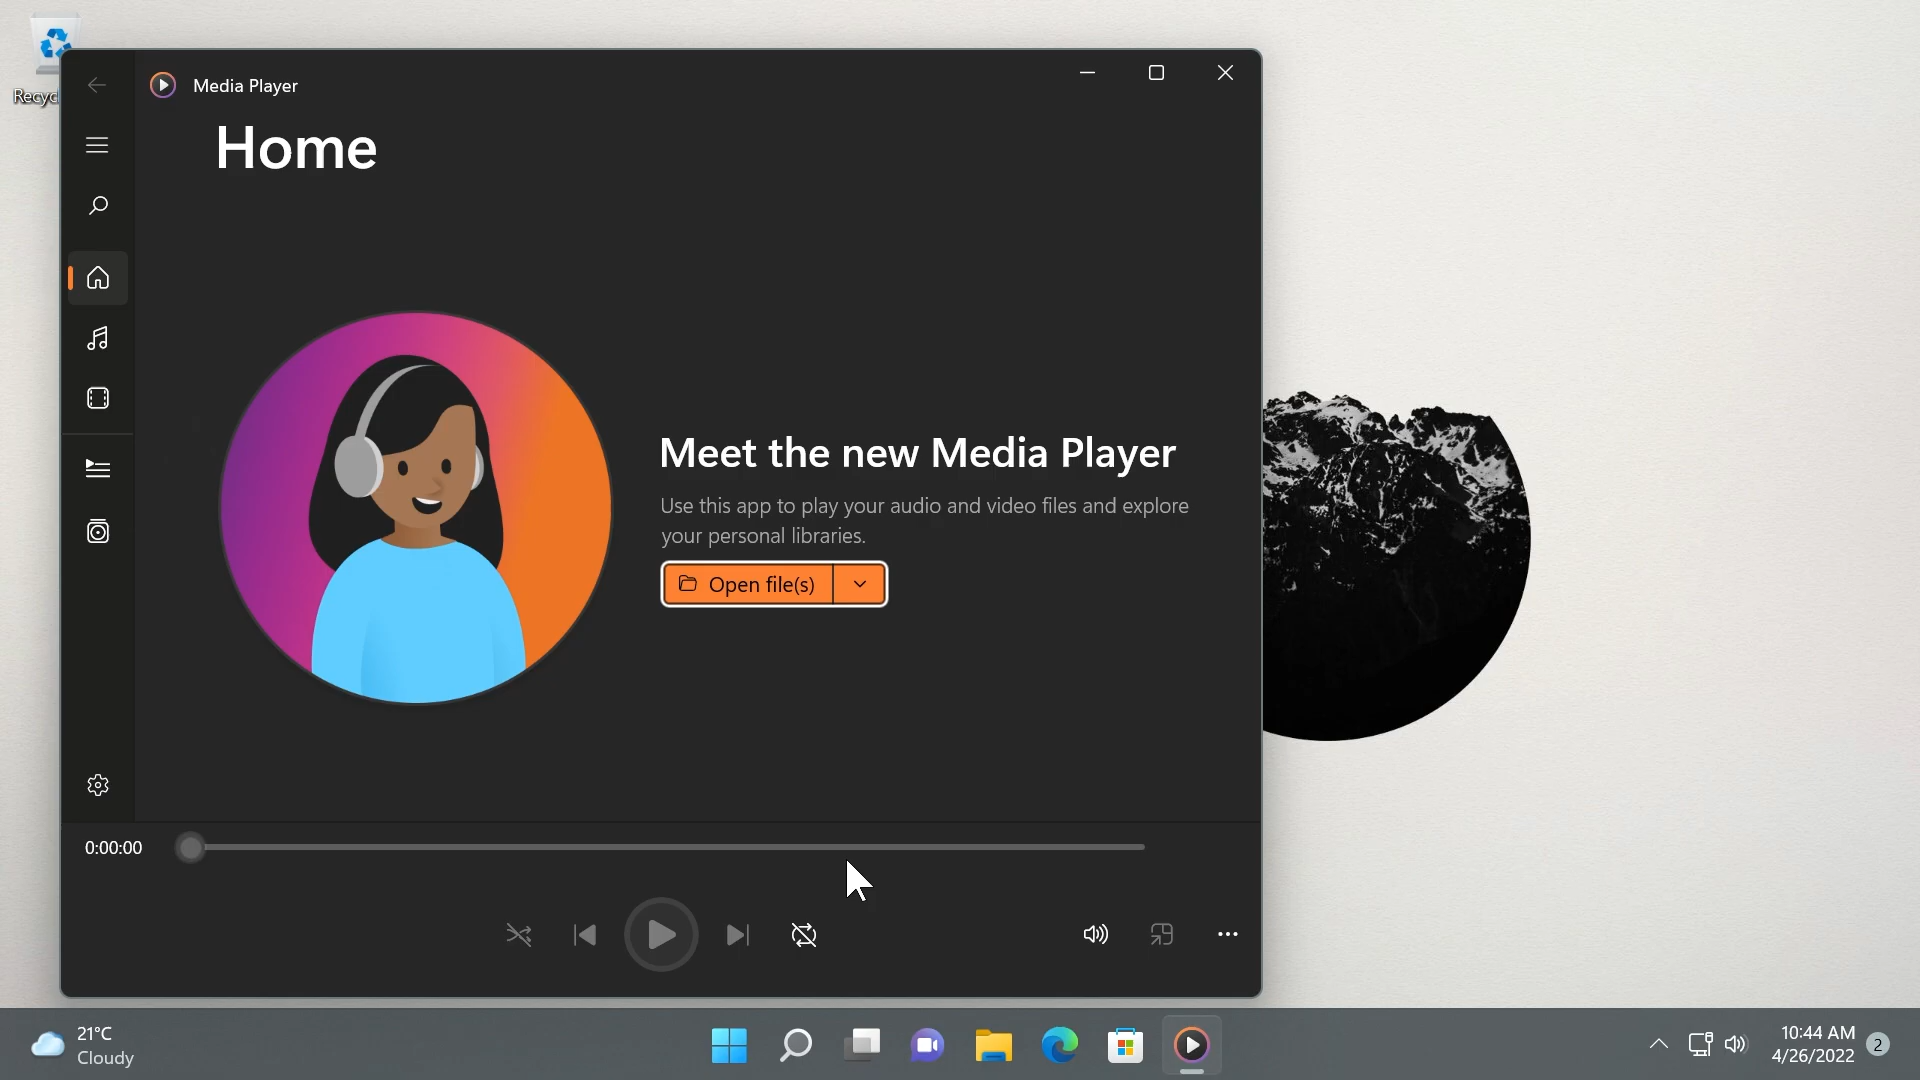 Recycl
Media Player
Home
Meet the new Media Player
Use this app to play your audio and video files and explore
your personal libraries.
Open file(s)
0:00:00
21°C
Cloudy
10:44 AM
4/26/2022
2